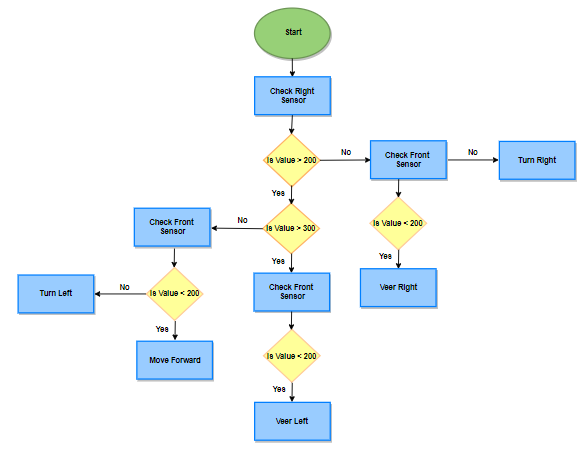 Start
Check Right
Sensor
Is Value > 200
No
Check Front
Sensor
No
Turn Right
Yes
Is Value > 300
No
Check Front
Sensor
Is Value < 200
Yes
Veer Right
Yes
Check Front
Sensor
Is Value < 200
No
Turn Left
Yes
Move Forward
Is Value < 200
Yes
Veer Left